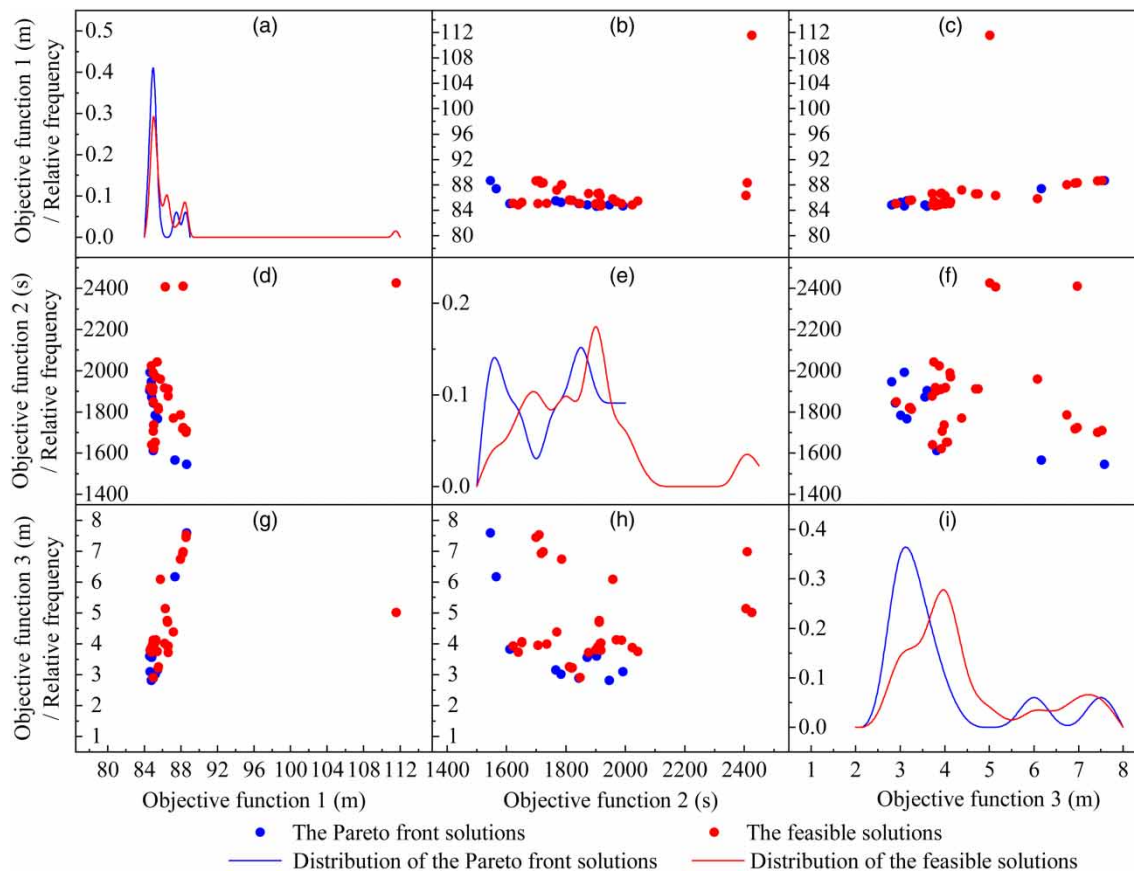 (a) (b) (c)
Objective function 1 (m)
/ Relative frequency
0.5 0.4 0.3 0.2 0.1 0.0
112 108 104 100 96 92 88 84 80
112 108 104 100 96 92 88 84 80
(d) (e) (f)
Objective function 2 (s)
/ Relative frequency
2400 2200 2000 1800 1600 1400
0.2 0.1 0.0
2400 2200 2000 1800 1600 1400
(g) (h) (i)
Objective function 3 (m)
/ Relative frequency
8 7 6 5 4 3 2 1
8 7 6 5 4 3 2 1
0.4 0.3 0.2 0.1 0.0
80 84 88 92 96 100 104 108 112 1400 1600 1800 2000 2200 2400 1 2 3 4 5 6 7 8
Objective function 1 (m) Objective function 2 (s) Objective function 3 (m)
The Pareto front solutions The feasible solutions
Distribution of the Pareto front solutions Distribution of the feasible solutions